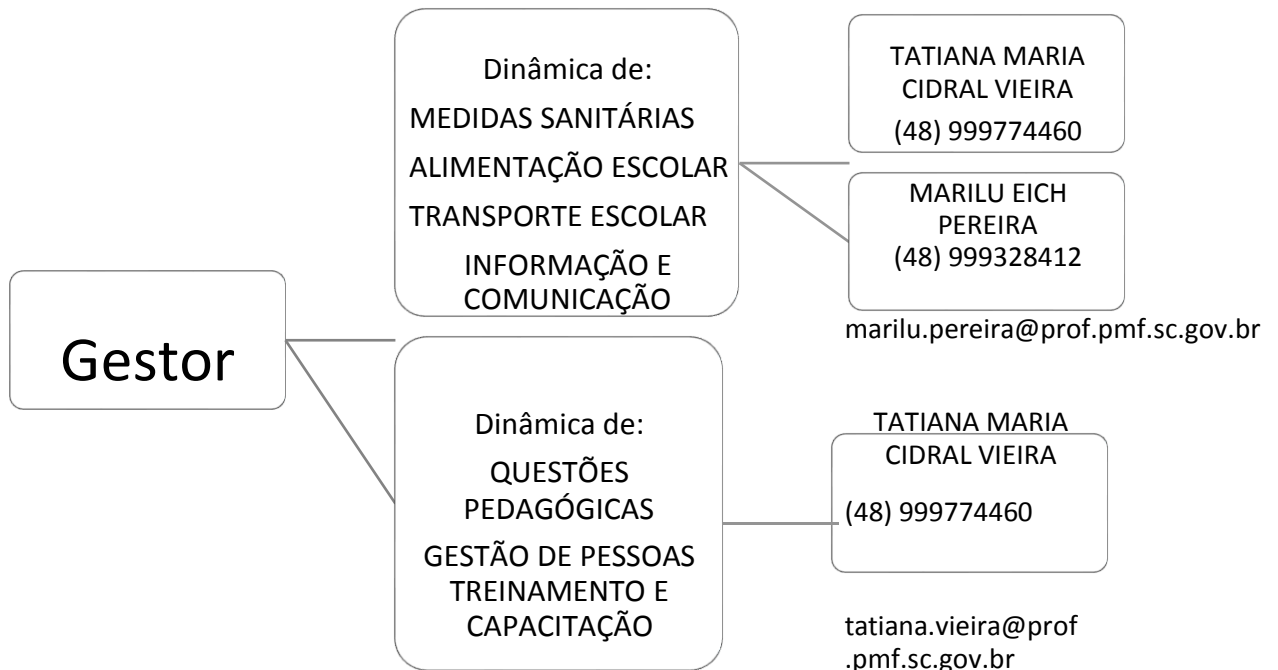 Gestor
Dinâmica de:
MEDIDAS SANITÁRIAS
ALIMENTAÇÃO ESCOLAR
TRANSPORTE ESCOLAR
INFORMAÇÃO E
COMUNICAÇÃO
TATIANA MARIA
CIDRAL VIEIRA
(48) 999774460
MARILU EICH
PEREIRA
(48) 999328412
marilu.pereira@prof.pmf.sc.gov.br
Dinâmica de:
QUESTÕES
PEDAGÓGICAS
GESTÃO DE PESSOAS
TREINAMENTO E
CAPACITAÇÃO
TATIANA MARIA
CIDRAL VIEIRA
(48) 999774460
tatiana.vieira@prof
.pmf.sc.gov.br